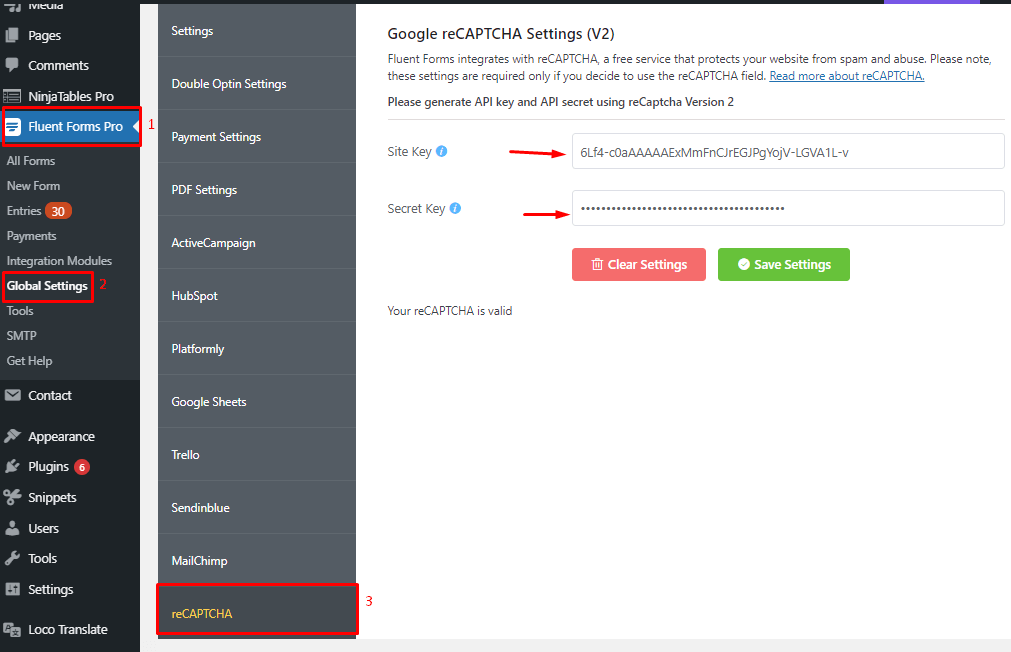 Media
Pages
Comments
NinjaTables Pro
Fluent Forms Pro
1
All Forms
New Form
Entries 30
Payments
Integration Modules
Global Settings
2
Tools
SMTP
Get Help
Contact
Appearance
Plugins 6
Snippets
Users
Tools
Settings
Loco Translate
Settings
Double Optin Settings
Payment Settings
PDF Settings
ActiveCampaign
HubSpot
Platformly
Google Sheets
Trello
Sendinblue
MailChimp
reCAPTCHA
3
Google reCAPTCHA Settings (V2)
Fluent Forms integrates with reCAPTCHA, a free service that protects your website from spam and abuse. Please note,
these settings are required only if you decide to use the reCAPTCHA field. Read more about reCAPTCHA.
Please generate API key and API secret using reCaptcha Version 2
Site Key
6Lf4-c0aAAAAAExMmFnCJrEGJPgYojV-LGVA1L-v
Secret Key
Clear Settings
Save Settings
Your reCAPTCHA is valid